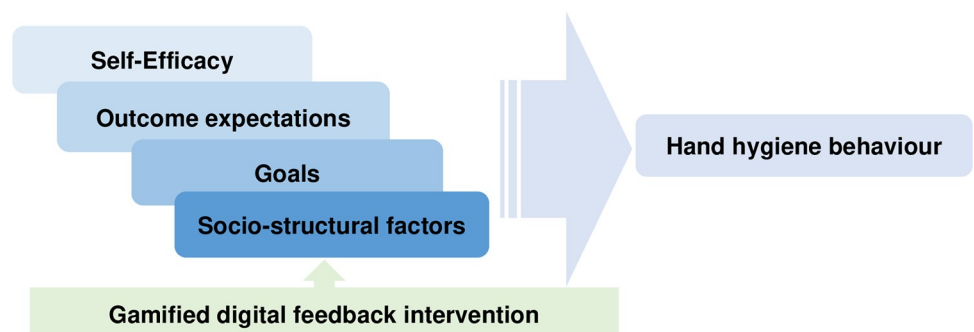 Self-Efficacy
Outcome expectations
Goals
Socio-structural factors
Hand hygiene behaviour
Gamified digital feedback intervention